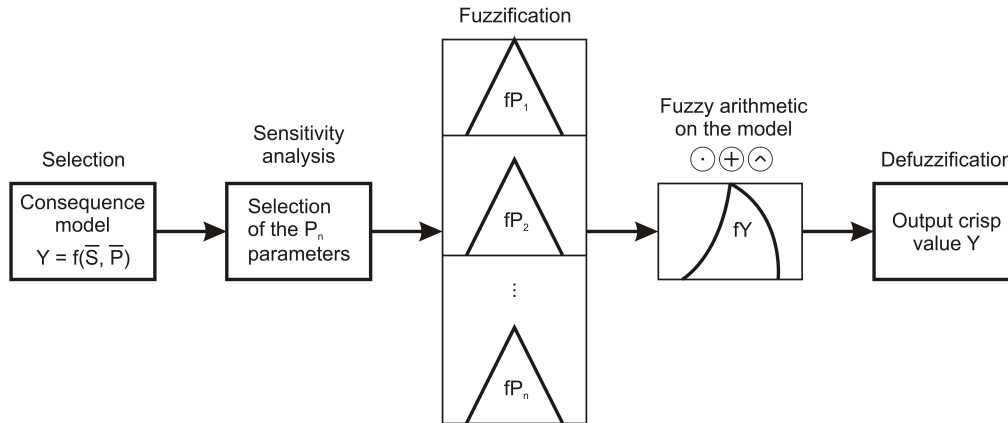 Selection
Consequence
model
Y = f(S̅, P̅)
Sensitivity
analysis
Selection
of the Pₙ
parameters
Fuzzification
fP₁
fP₂
⋮
fPₙ
Fuzzy arithmetic
on the model
⊙ ⊕ ⌃
fY
Defuzzification
Output crisp
value Y